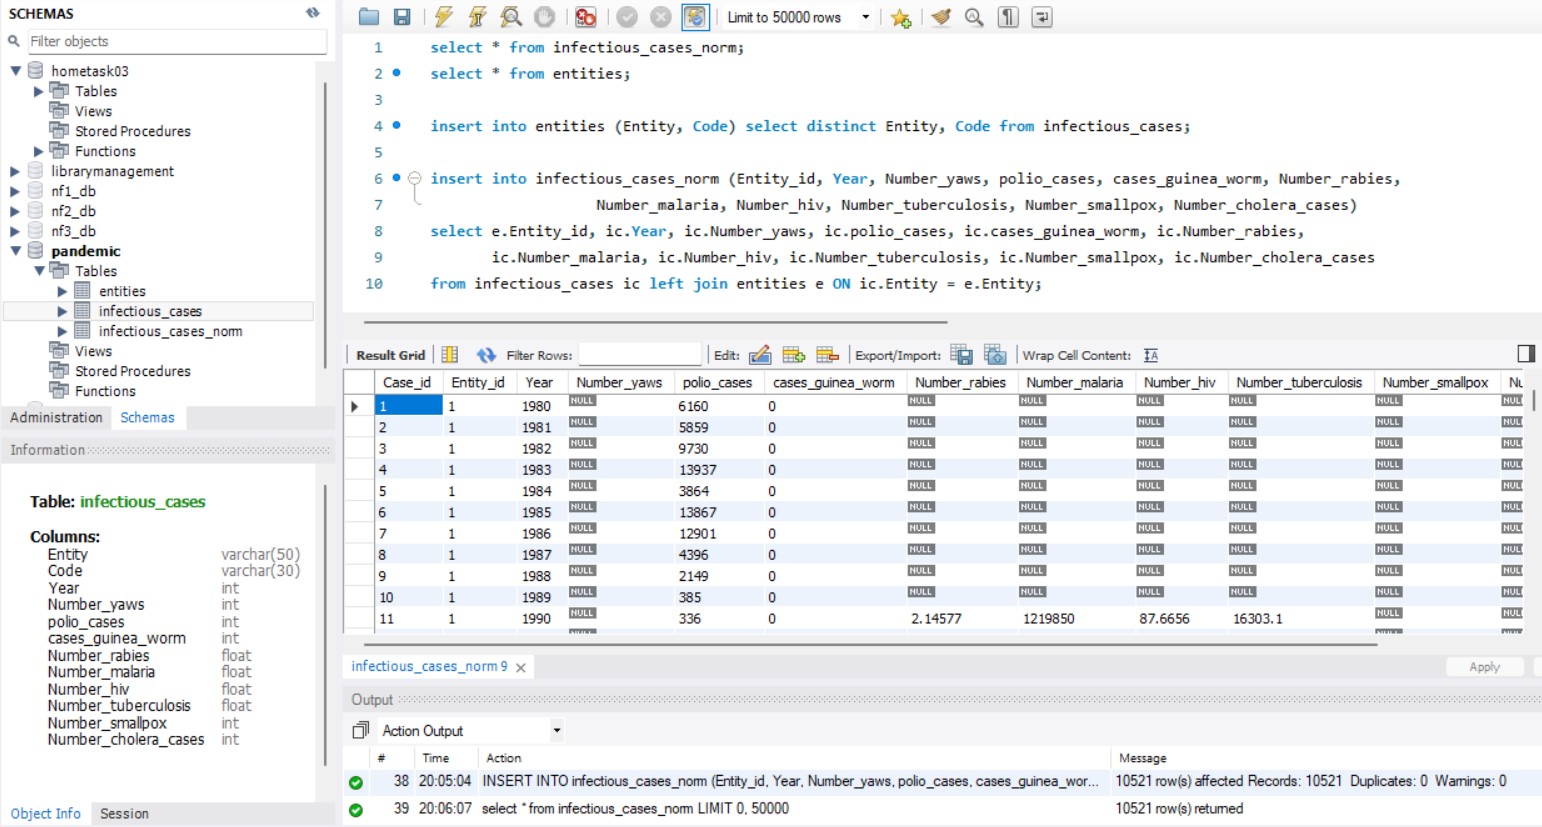 SCHEMAS
Filter objects
hometask03
Tables
Views
Stored Procedures
Functions
librarymanagement
nf1_db
nf2_db
nf3_db
pandemic
Tables
entities
infectious_cases
infectious_cases_norm
Views
Stored Procedures
Functions
Administration Schemas
Information
Table: infectious_cases
Columns:
Entity varchar(50)
Code varchar(30)
Year int
Number_yaws int
polio_cases int
cases_guinea_worm int
Number_rabies float
Number_malaria float
Number_hiv float
Number_tuberculosis float
Number_smallpox int
Number_cholera_cases int
Object Info Session
Limit to 50000 rows
1 select * from infectious_cases_norm;
2 select * from entities;
3
4 insert into entities (Entity, Code) select distinct Entity, Code from infectious_cases;
5
6 insert into infectious_cases_norm (Entity_id, Year, Number_yaws, polio_cases, cases_guinea_worm, Number_rabies,
7 Number_malaria, Number_hiv, Number_tuberculosis, Number_smallpox, Number_cholera_cases)
8 select e.Entity_id, ic.Year, ic.Number_yaws, ic.polio_cases, ic.cases_guinea_worm, ic.Number_rabies,
9 ic.Number_malaria, ic.Number_hiv, ic.Number_tuberculosis, ic.Number_smallpox, ic.Number_cholera_cases
10 from infectious_cases ic left join entities e ON ic.Entity = e.Entity;
Result Grid Filter Rows: Edit: Export/Import: Wrap Cell Content: IA
Case_id Entity_id Year Number_yaws polio_cases cases_guinea_worm Number_rabies Number_malaria Number_hiv Number_tuberculosis Number_smallpox Nu
1 1 1980 NULL 6160 0 NULL NULL NULL NULL NULL NUL
2 1 1981 NULL 5859 0 NULL NULL NULL NULL NULL NUL
3 1 1982 NULL 9730 0 NULL NULL NULL NULL NULL NUL
4 1 1983 NULL 13937 0 NULL NULL NULL NULL NULL NUL
5 1 1984 NULL 3864 0 NULL NULL NULL NULL NULL NUL
6 1 1985 NULL 13867 0 NULL NULL NULL NULL NULL NUL
7 1 1986 NULL 12901 0 NULL NULL NULL NULL NULL NUL
8 1 1987 NULL 4396 0 NULL NULL NULL NULL NULL NUL
9 1 1988 NULL 2149 0 NULL NULL NULL NULL NULL NUL
10 1 1989 NULL 385 0 NULL NULL NULL NULL NULL NUL
11 1 1990 NULL 336 0 2.14577 1219850 87.6656 16303.1 NULL NUL
infectious_cases_norm 9 Apply
Output
Action Output
# Time Action Message
38 20:05:04 INSERT INTO infectious_cases_norm (Entity_id, Year, Number_yaws, polio_cases, cases_guinea_wor... 10521 row(s) affected Records: 10521 Duplicates: 0 Warnings: 0
39 20:06:07 select * from infectious_cases_norm LIMIT 0, 50000 10521 row(s) returned